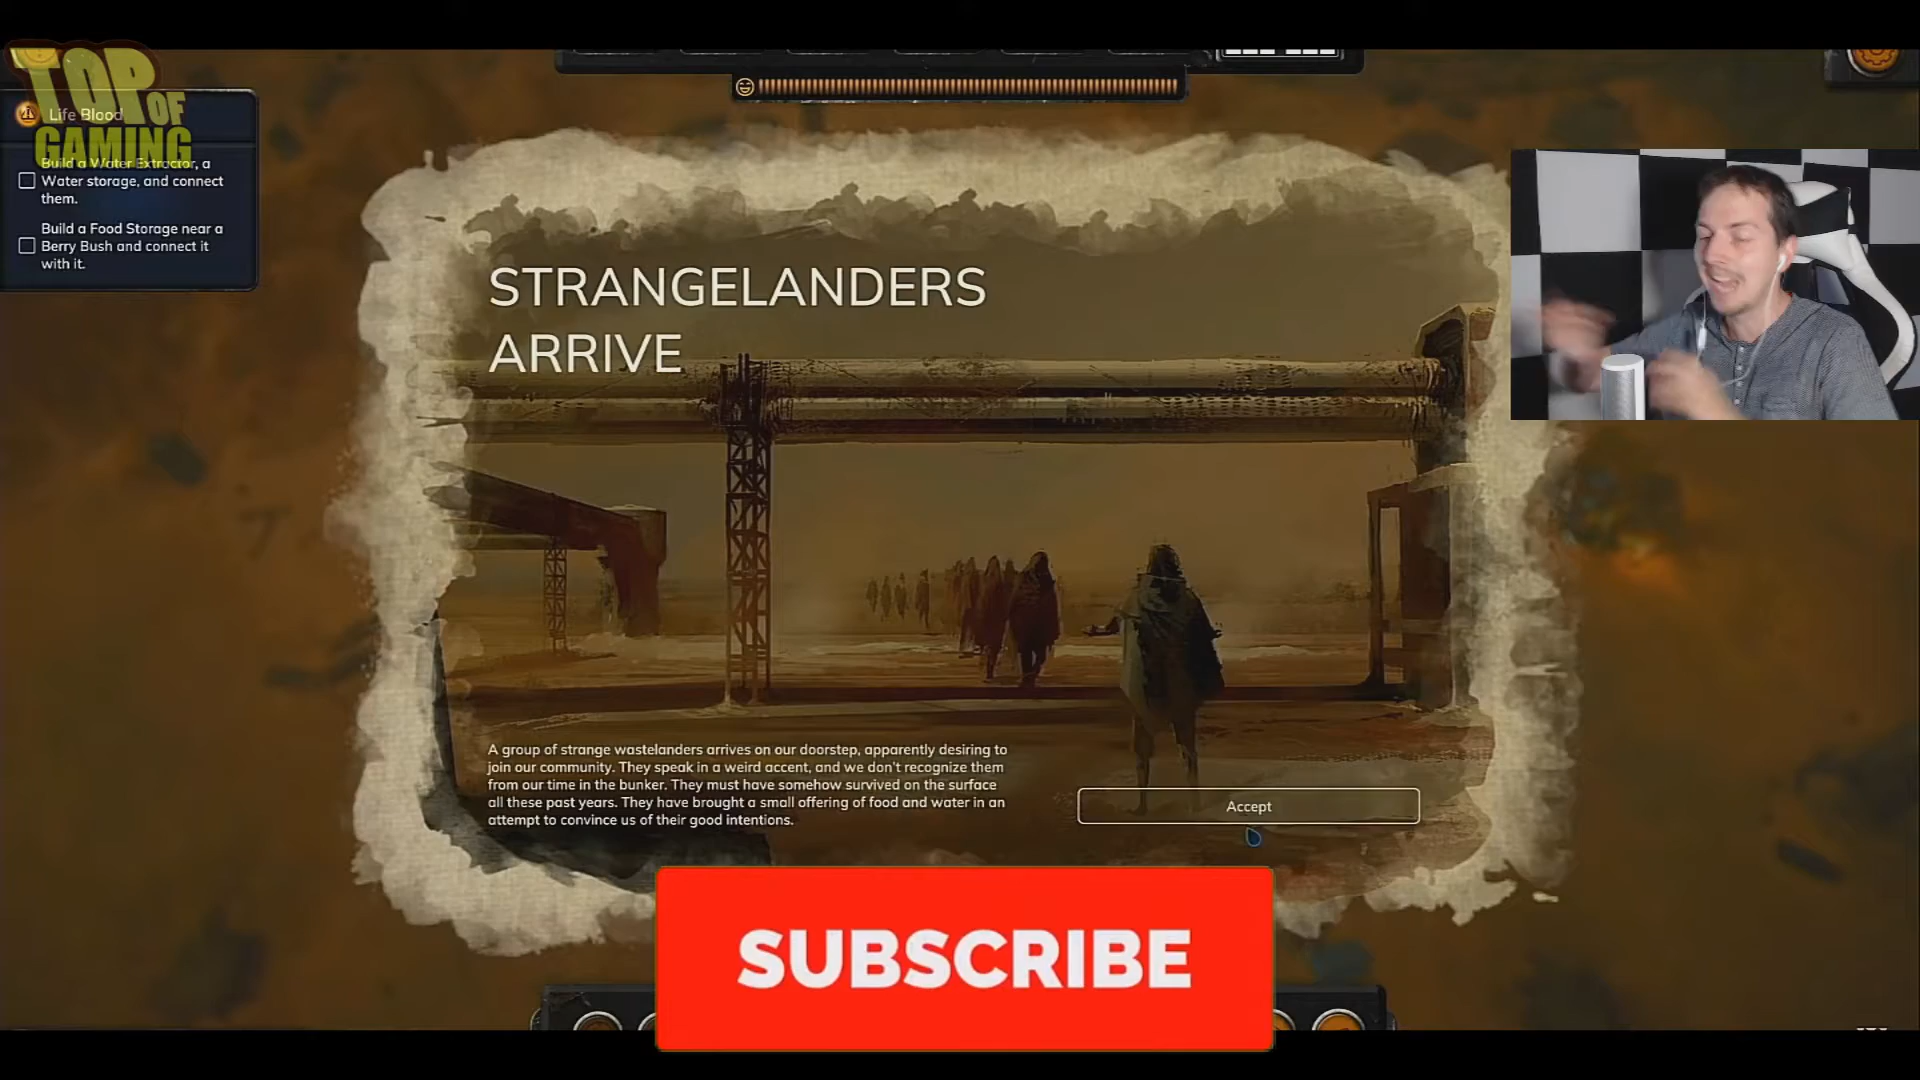 TOP
OF
GAMING
Life Blood
Build a Water Extractor, a
Water storage, and connect
them.
Build a Food Storage near a
Berry Bush and connect it
with it.
STRANGELANDERS
ARRIVE
A group of strange wastelanders arrives on our doorstep, apparently desiring to
join our community. They speak in a weird accent, and we don't recognize them
from our time in the bunker. They must have somehow survived on the surface
all these past years. They have brought a small offering of food and water in an
attempt to convince us of their good intentions.
Accept
SUBSCRIBE